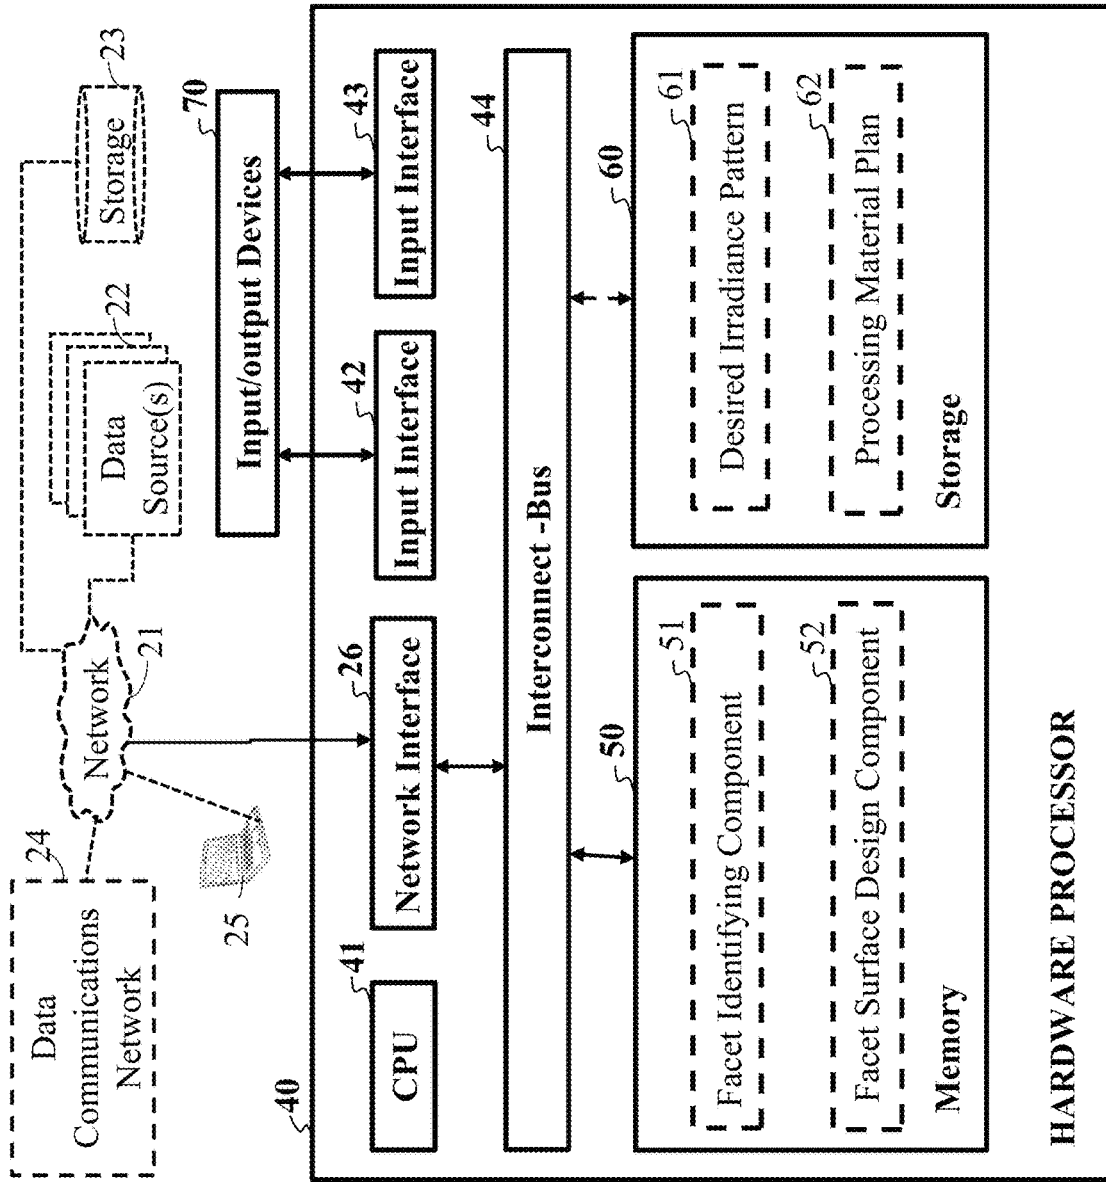 Data
Communications
Network
24
Network
21
Data
Source(s)
22
Storage
23
25
Input/output Devices
70
40
CPU
41
Network Interface
26
Input Interface
42
Input Interface
43
Interconnect -Bus
44
50
Facet Identifying Component
51
Facet Surface Design Component
52
Memory
60
Desired Irradiance Pattern
61
Processing Material Plan
62
Storage
HARDWARE PROCESSOR